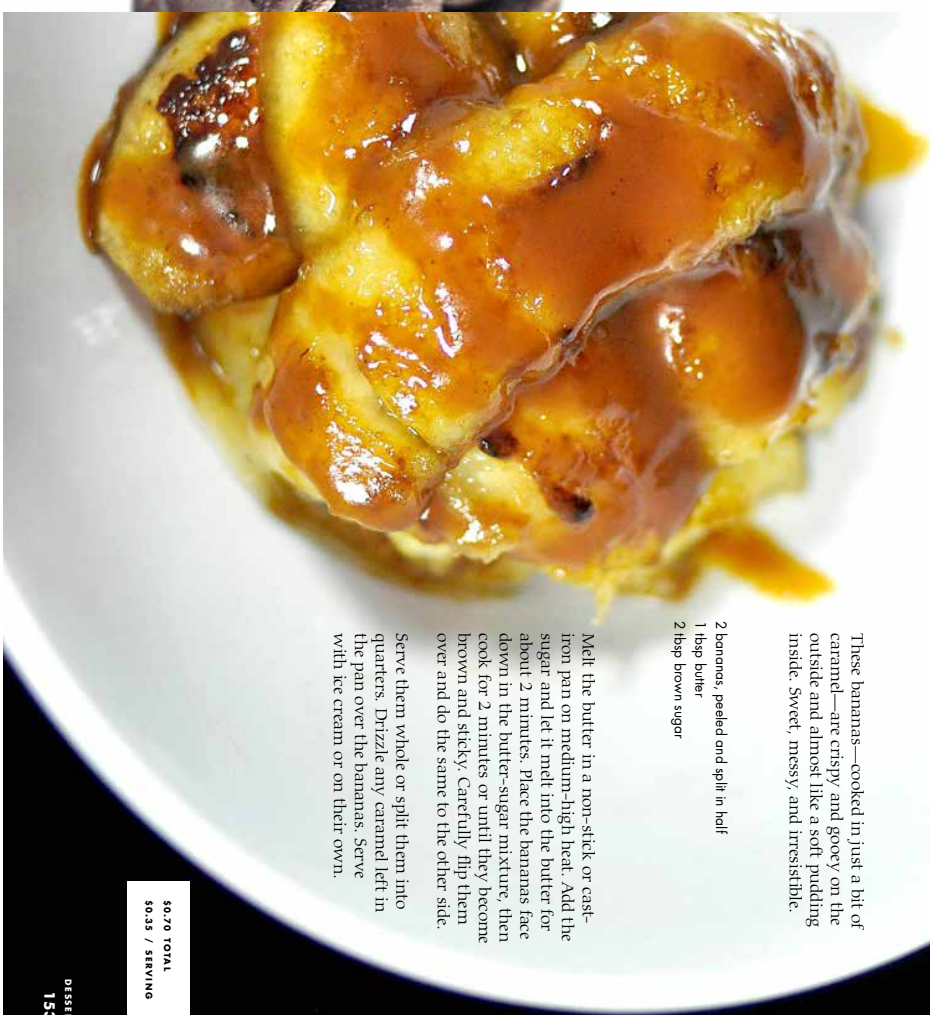 These bananas—cooked in just a bit of
caramel—are crispy and gooey on the
outside and almost like a soft pudding
inside. Sweet, messy, and irresistible.
2 bananas, peeled and split in half
1 tbsp butter
2 tbsp brown sugar
Melt the butter in a non-stick or cast-
iron pan on medium-high heat. Add the
sugar and let it melt into the butter for
about 2 minutes. Place the bananas face
down in the butter-sugar mixture, then
cook for 2 minutes or until they become
brown and sticky. Carefully flip them
over and do the same to the other side.
Serve them whole or split them into
quarters. Drizzle any caramel left in
the pan over the bananas. Serve
with ice cream or on their own.
$0.70 TOTAL
$0.35 / SERVING